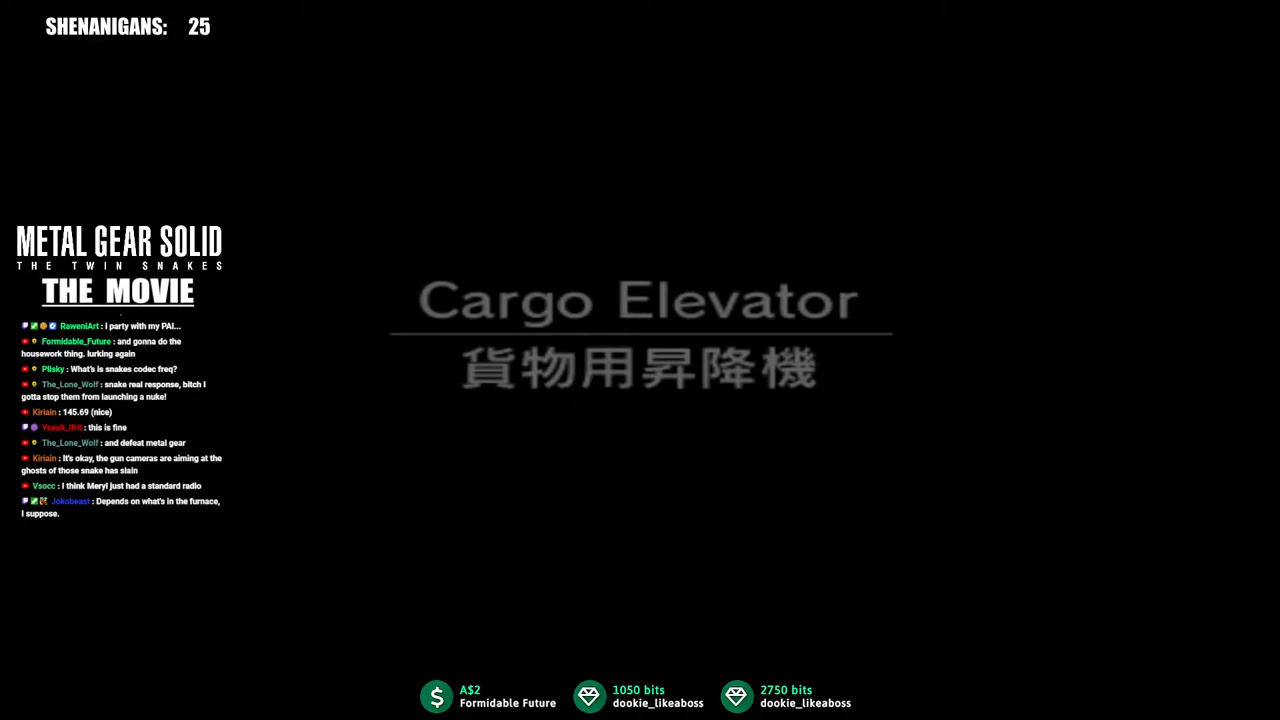 SHENANIGANS: 25
METAL GEAR SOLID
THE TWIN SNAKES
THE MOVIE
RaweniArt : i party with my PAI...
Formidable_Future : and gonna do the
housework thing. lurking again
Plisky : What's is snakes codec freq?
The_Lone_Wolf : snake real response, bitch I
gotta stop them from launching a nuke!
Kiriain : 145.69 (nice)
Yseult_Ifrit : this is fine
The_Lone_Wolf : and defeat metal gear
Kiriain : It's okay, the gun cameras are aiming at the
ghosts of those snake has slain
Vsocc : I think Meryl just had a standard radio
Jokobeast : Depends on what's in the furnace,
I suppose.
Cargo Elevator
貨物用昇降機
A$2
Formidable Future
1050 bits
dookie_likeaboss
2750 bits
dookie_likeaboss